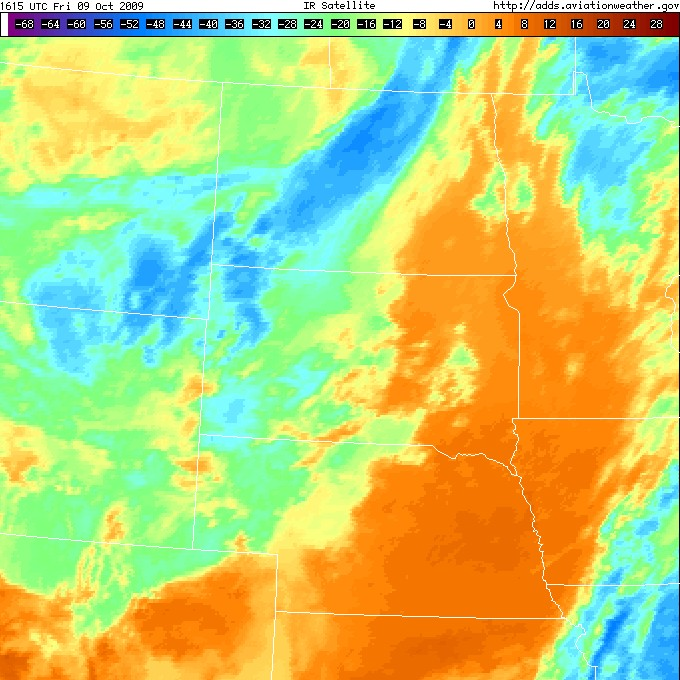 1615 UTC Fri 09 Oct 2009 IR Satellite http://adds.aviationweather.gov
-68 -64 -60 -56 -52 -48 -44 -40 -36 -32 -28 -24 -20 -16 -12 -8 -4 0 4 8 12 16 20 24 28